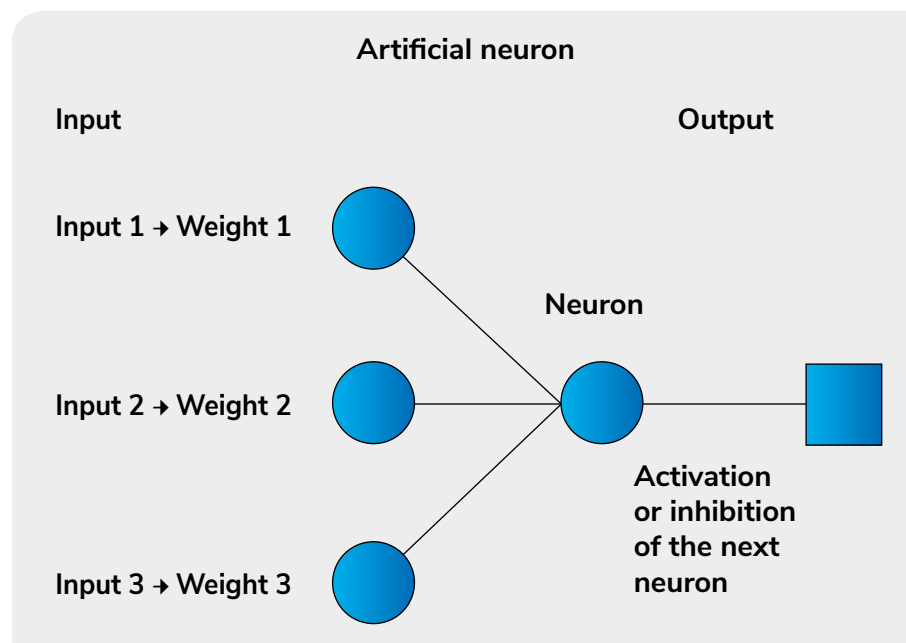 Artificial neuron
Input
Output
Input 1 → Weight 1
Neuron
Input 2 → Weight 2
Activation
or inhibition
of the next
neuron
Input 3 → Weight 3